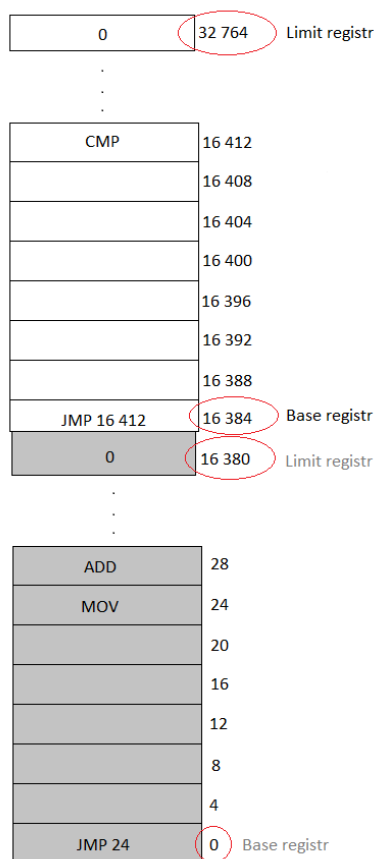 0 32 764 Limit registr
.
.
.
CMP 16 412
16 408
16 404
16 400
16 396
16 392
16 388
JMP 16 412 16 384 Base registr
0 16 380 Limit registr
.
.
.
ADD 28
MOV 24
20
16
12
8
4
JMP 24 0 Base registr